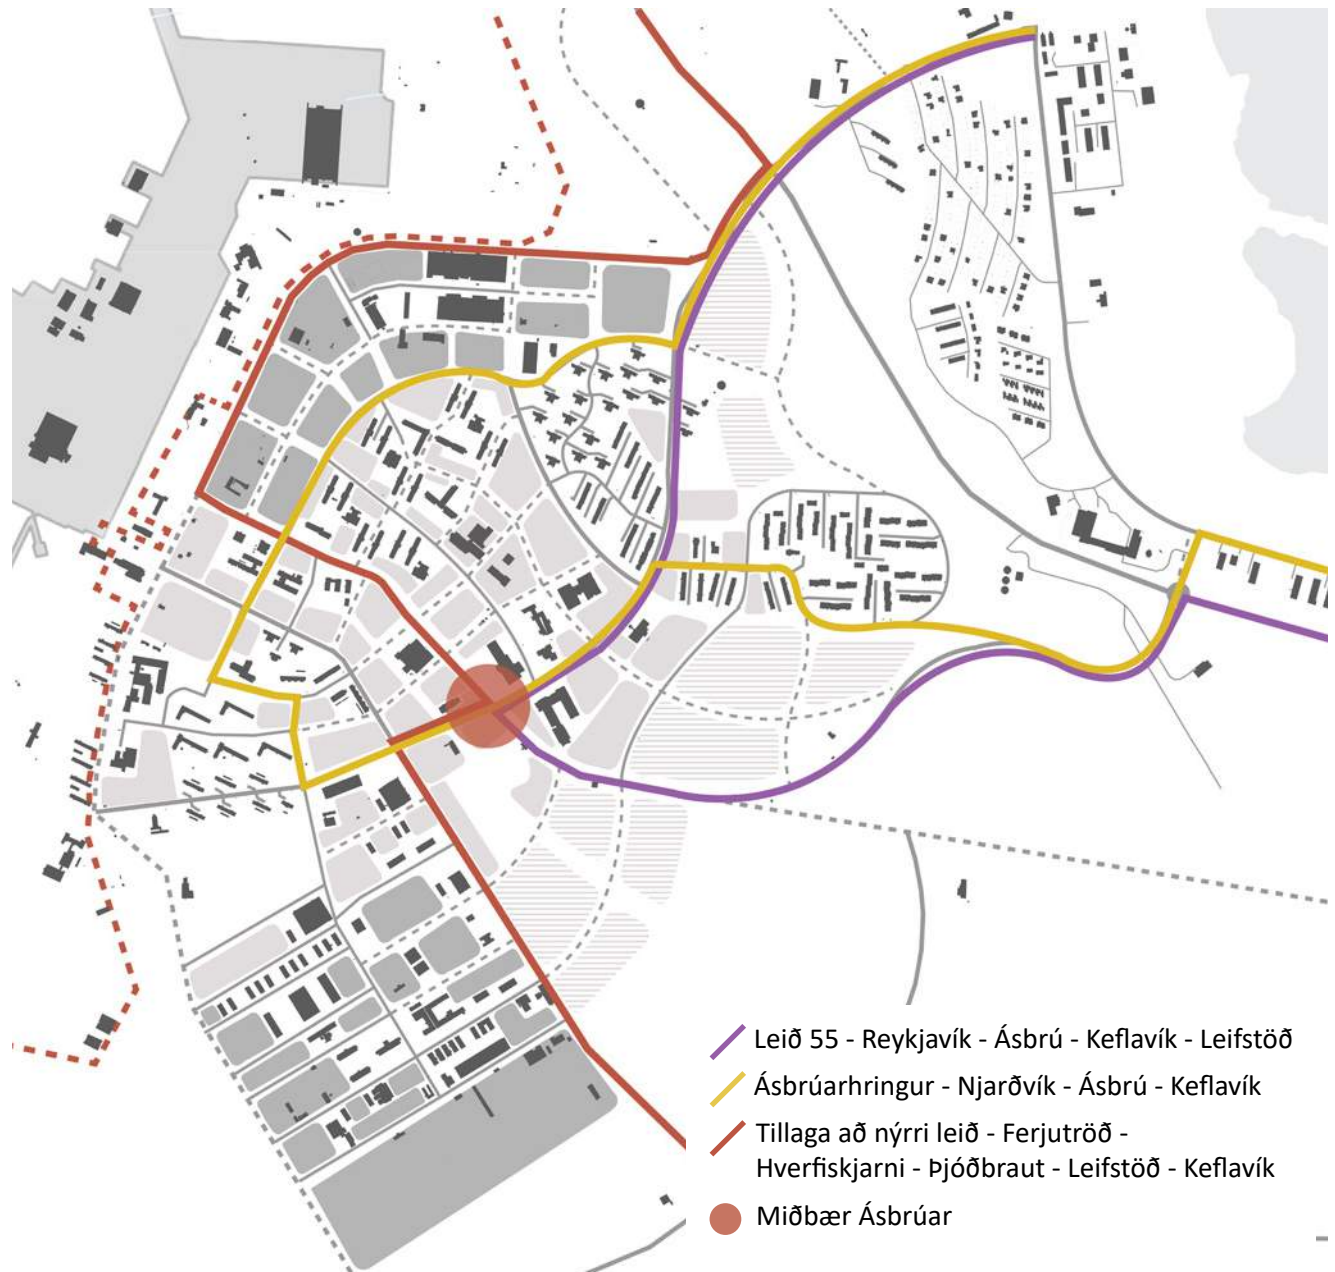 Leið 55 - Reykjavík - Ásbrú - Keflavík - Leifstöð
Ásbrúarhringur - Njarðvík - Ásbrú - Keflavík
Tillaga að nýrri leið - Ferjutröð -
Hverfiskjarni - Þjóðbraut - Leifstöð - Keflavík
Miðbær Ásbrúar